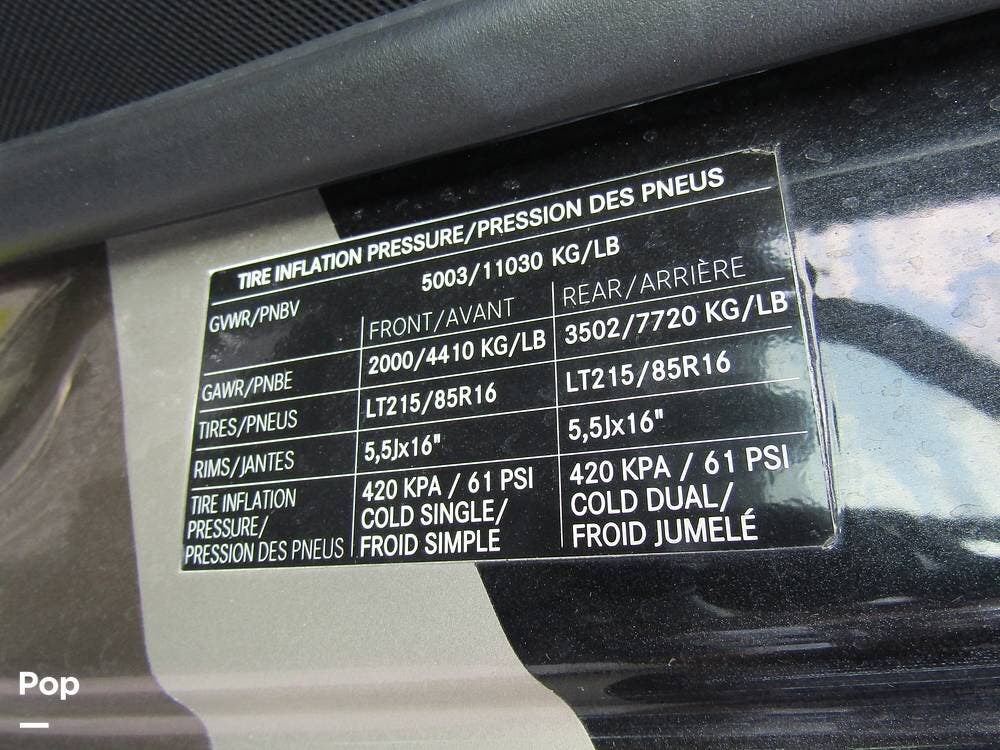 TIRE INFLATION PRESSURE/PRESSION DES PNEUS
GVWR/PNBV 5003/11030 KG/LB
FRONT/AVANT REAR/ARRIÈRE
GAWR/PNBE 2000/4410 KG/LB 3502/7720 KG/LB
TIRES/PNEUS LT215/85R16 LT215/85R16
RIMS/JANTES 5,5Jx16" 5,5Jx16"
TIRE INFLATION 420 KPA / 61 PSI 420 KPA / 61 PSI
PRESSURE/ COLD SINGLE/ COLD DUAL/
PRESSION DES PNEUS FROID SIMPLE FROID JUMELÉ
Pop